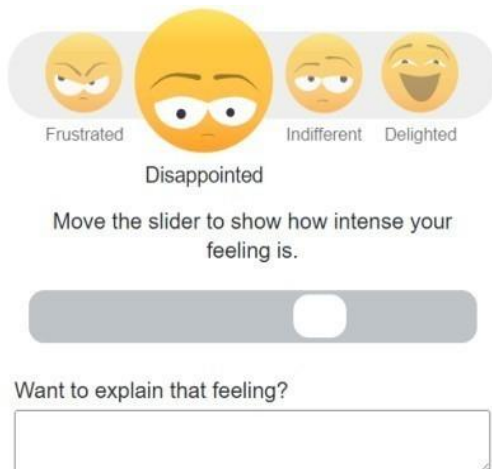 Frustrated
Indifferent
Delighted
Disappointed
Move the slider to show how intense your
feeling is.
Want to explain that feeling?